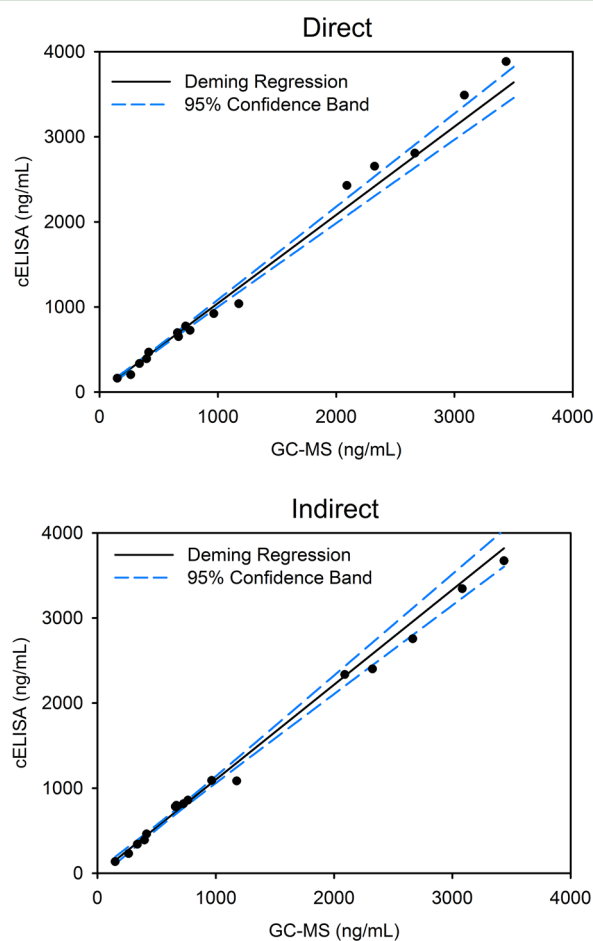 Direct
4000
3000
2000
1000
0
cELISA (ng/mL)
Deming Regression
95% Confidence Band
0 1000 2000 3000 4000
GC-MS (ng/mL)
Indirect
4000
3000
2000
1000
0
cELISA (ng/mL)
Deming Regression
95% Confidence Band
0 1000 2000 3000 4000
GC-MS (ng/mL)